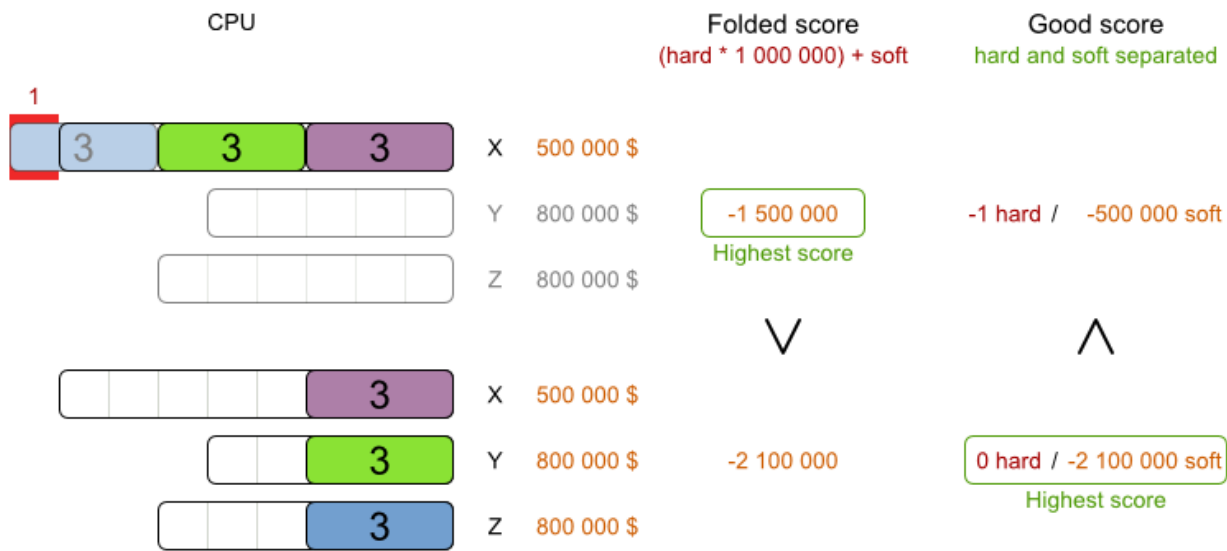 CPU Folded score Good score
(hard * 1 000 000) + soft hard and soft separated
1
3 3 3 X 500 000 $
Y 800 000 $ -1 500 000 -1 hard / -500 000 soft
Highest score
Z 800 000 $
3 X 500 000 $
3 Y 800 000 $ -2 100 000 0 hard / -2 100 000 soft
Highest score
3 Z 800 000 $